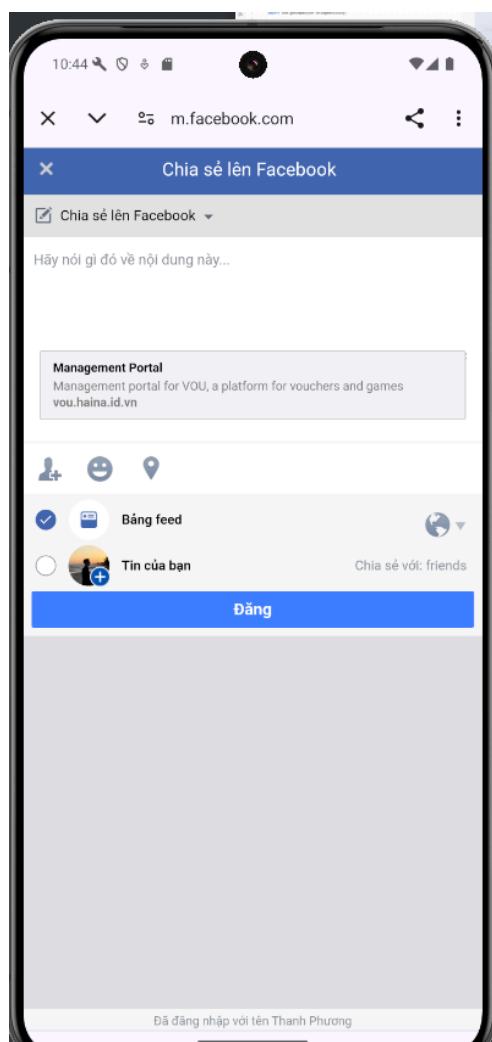 10:44
m.facebook.com
Chia sẻ lên Facebook
Chia sẻ lên Facebook
Hãy nói gì đó về nội dung này...
Management Portal
Management portal for VOU, a platform for vouchers and games
vou.haina.id.vn
Bảng feed
Tin của bạn
Chia sẻ với: friends
Đăng
Đã đăng nhập với tên Thanh Phương